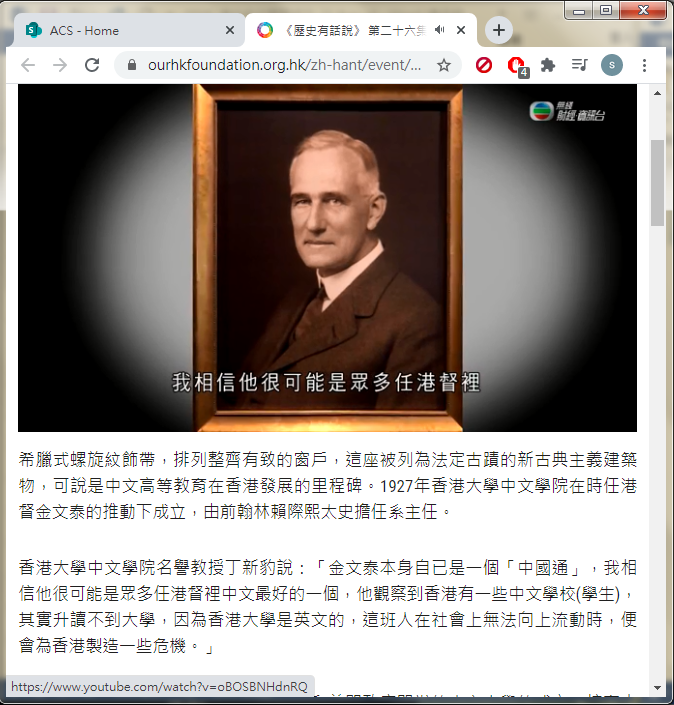 ACS - Home
《歷史有話說》 第二十六集
ourhkfoundation.org.hk/zh-hant/event/...
4
s
無綫
財經·資訊台
我相信他很可能是眾多任港督裡
希臘式螺旋紋飾帶，排列整齊有致的窗戶，這座被列為法定古蹟的新古典主義建築
物，可說是中文高等教育在香港發展的里程碑。1927年香港大學中文學院在時任港
督金文泰的推動下成立，由前翰林賴際熙太史擔任系主任。
香港大學中文學院名譽教授丁新豹說：「金文泰本身自已是一個「中國通」，我相
信他很可能是眾多任港督裡中文最好的一個，他觀察到香港有一些中文學校(學生)，
其實升讀不到大學，因為香港大學是英文的，這班人在社會上無法向上流動時，便
會為香港製造一些危機。」
https://www.youtube.com/watch?v=oBOSBNHdnRQ